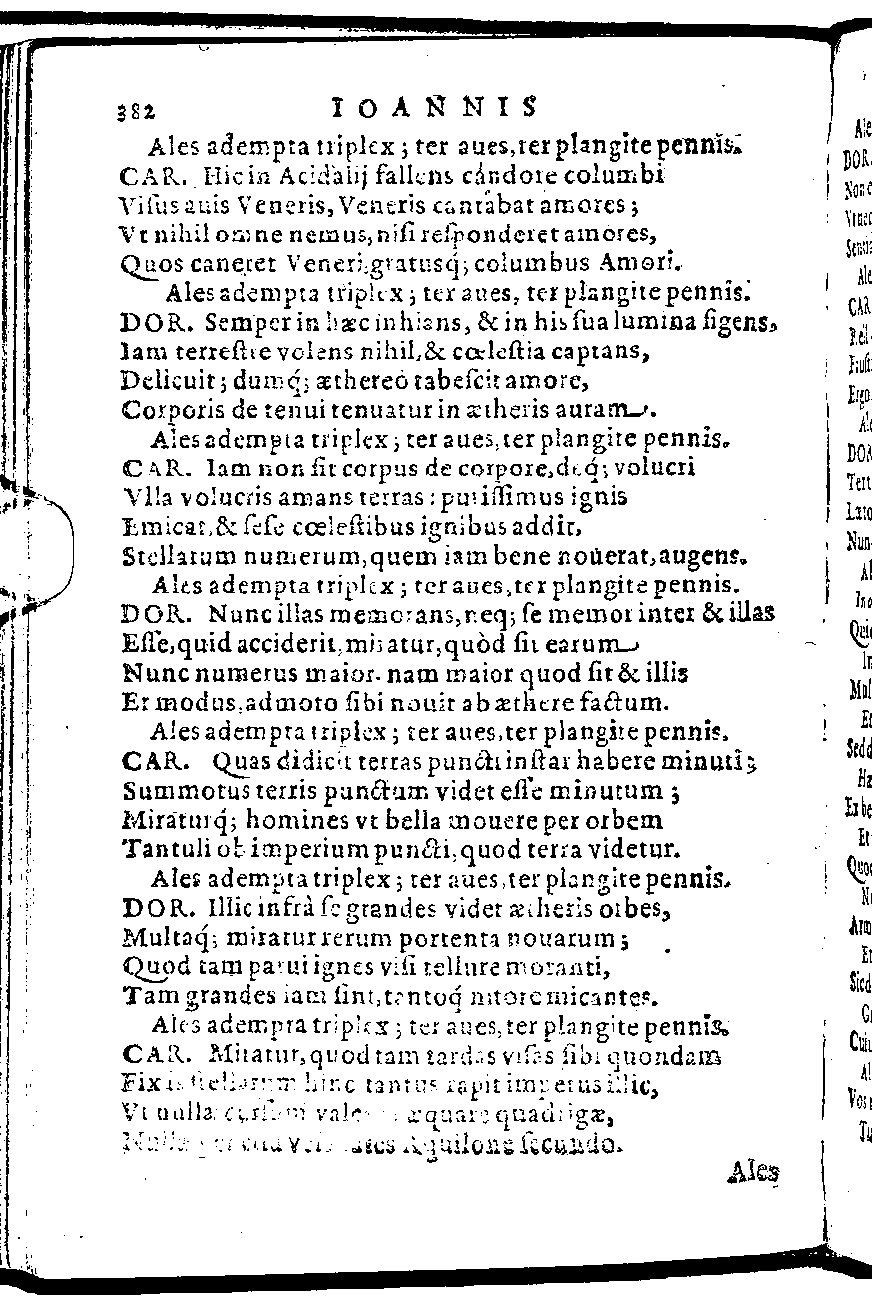 382 IOANNIS
Ales adempta triplex; ter aues, ter plangite pennis.
CAR. Hic in Acidalij fallens cándore columbi
Viſus auis Veneris, Veneris cantabat amores;
Vt nihil omne nemus, niſi reſponderet amores,
Quos caneret Veneri, gratusq́; columbus Amori.
Ales adempta triplex; ter aues, ter plangite pennis.
DOR. Semper in hæc inhians, & in his ſua lumina figens,
Iam terreſtre volens nihil, & cœleſtia captans,
Delicuit; dumq́; æthereo tabeſcit amore,
Corporis de tenui tenuatur in ætheris auram.
Ales adempta triplex; ter aues, ter plangite pennis.
CAR. Iam non ſit corpus de corpore, deq́; volucri
Vlla volucris amans terras: putiſſimus ignis
Emicat, & ſeſe cœleſtibus ignibus addit,
Stellarum numerum, quem iam bene nouerat, augens.
Ales adempta triplex; ter aues, ter plangite pennis.
DOR. Nunc illas memorans, neq; ſe memor inter & illas
Eſſe, quid acciderit, miratur, quòd ſit earum
Nunc numerus maior. nam maior quod ſit & illis
Et modus, admoto ſibi nouit ab æthere factum.
Ales adempta triplex; ter aues, ter plangite pennis.
CAR. Quas didicit terras puncti inſtar habere minuti;
Summotus terris punctum videt eſſe minutum;
Miraturq́; homines vt bella mouere per orbem
Tantuli ob imperium puncti, quod terra videtur.
Ales adempta triplex; ter aues, ter plangite pennis.
DOR. Illic infrà ſe grandes videt ætheris orbes,
Multaq́; miratur rerum portenta nouarum;
Quod tam parui ignes viſi tellure moranti,
Tam grandes iam ſint, tantoq́ nitore micantes.
Ales adempta triplex; ter aues, ter plangite pennis.
CAR. Miratur, quod tam tardas viſas ſibi quondam
Fixas ſtellarum hinc tantus rapit impetus illic,
Vt nulla curſum æquare quadrigæ,
Aquilone ſecundo.
Ales